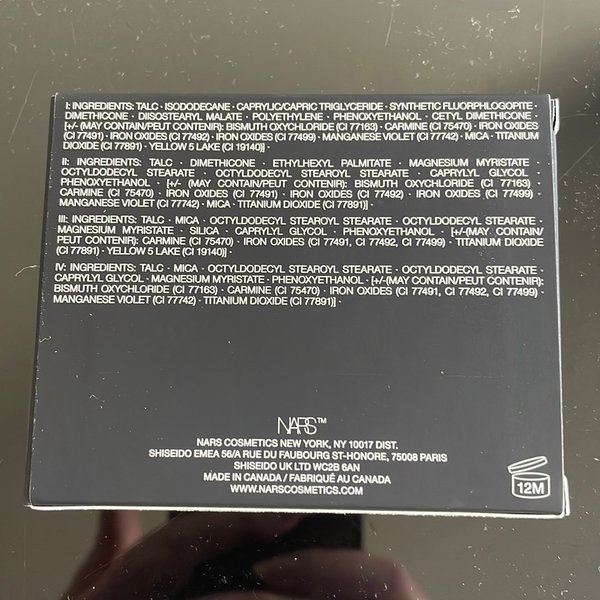 I: INGREDIENTS: TALC · ISODODECANE · CAPRYLIC/CAPRIC TRIGLYCERIDE · SYNTHETIC FLUORPHLOGOPITE ·
DIMETHICONE · DIISOSTEARYL MALATE · POLYETHYLENE · PHENOXYETHANOL · CETYL DIMETHICONE ·
[+/-(MAY CONTAIN/PEUT CONTENIR): BISMUTH OXYCHLORIDE (CI 77163) · CARMINE (CI 75470) · IRON OXIDES
(CI 77491) · IRON OXIDES (CI 77492) · IRON OXIDES (CI 77499) · MANGANESE VIOLET (CI 77742) · MICA · TITANIUM
DIOXIDE (CI 77891) · YELLOW 5 LAKE (CI 19140)] ·
II: INGREDIENTS: TALC · DIMETHICONE · ETHYLHEXYL PALMITATE · MAGNESIUM MYRISTATE ·
OCTYLDODECYL STEARATE · OCTYLDODECYL STEAROYL STEARATE · CAPRYLYL GLYCOL ·
PHENOXYETHANOL · [+/- (MAY CONTAIN/PEUT CONTENIR): BISMUTH OXYCHLORIDE (CI 77163) ·
CARMINE (CI 75470) · IRON OXIDES (CI 77491) · IRON OXIDES (CI 77492) · IRON OXIDES (CI 77499) ·
MANGANESE VIOLET (CI 77742) · MICA · TITANIUM DIOXIDE (CI 77891)] ·
III: INGREDIENTS: TALC · MICA · OCTYLDODECYL STEAROYL STEARATE · OCTYLDODECYL STEARATE ·
MAGNESIUM MYRISTATE · SILICA · CAPRYLYL GLYCOL · PHENOXYETHANOL · [+/-(MAY CONTAIN/
PEUT CONTENIR): CARMINE (CI 75470) · IRON OXIDES (CI 77491, CI 77492, CI 77499) · TITANIUM DIOXIDE
(CI 77891) · YELLOW 5 LAKE (CI 19140)] ·
IV: INGREDIENTS: TALC · MICA · OCTYLDODECYL STEAROYL STEARATE · OCTYLDODECYL STEARATE ·
CAPRYLYL GLYCOL · MAGNESIUM MYRISTATE · PHENOXYETHANOL · [+/-(MAY CONTAIN/PEUT CONTENIR):
BISMUTH OXYCHLORIDE (CI 77163) · CARMINE (CI 75470) · IRON OXIDES (CI 77491, CI 77492, CI 77499) ·
MANGANESE VIOLET (CI 77742) · TITANIUM DIOXIDE (CI 77891)] ·
NARS™
NARS COSMETICS NEW YORK, NY 10017 DIST.
SHISEIDO EMEA 56/A RUE DU FAUBOURG ST-HONORE, 75008 PARIS
SHISEIDO UK LTD WC2B 6AN
MADE IN CANADA / FABRIQUÉ AU CANADA
WWW.NARSCOSMETICS.COM
12M